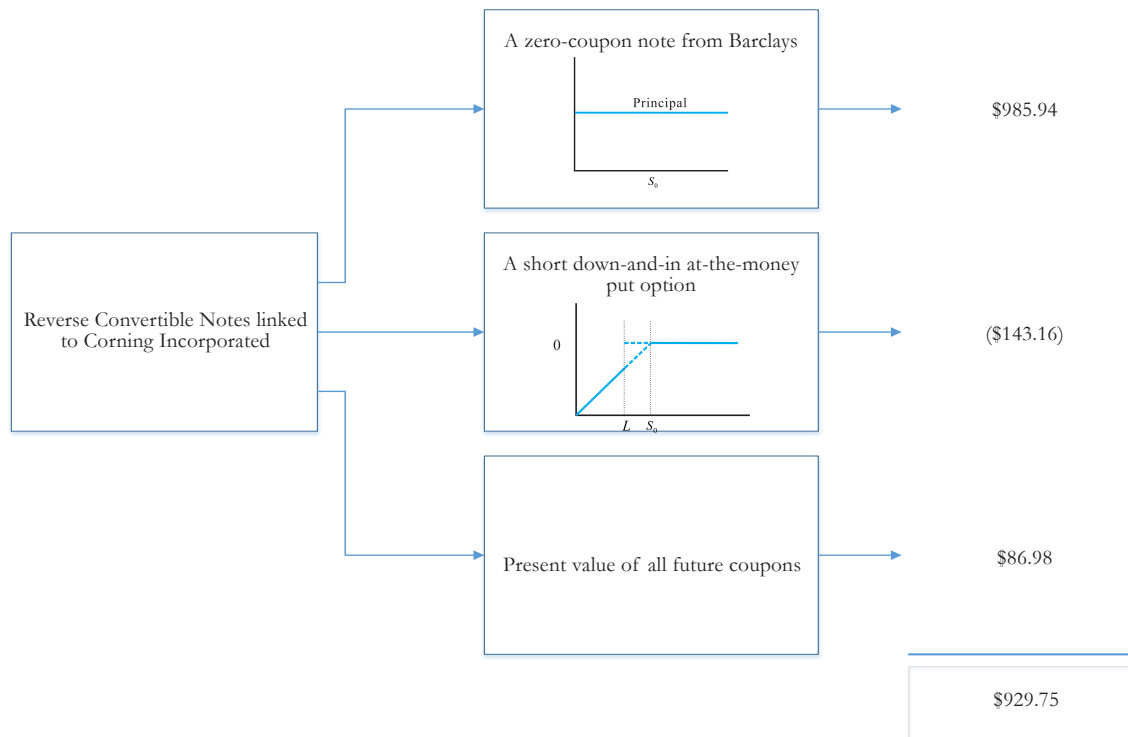 A zero-coupon note from Barclays
Principal
S₀
$985.94
Reverse Convertible Notes linked
to Corning Incorporated
A short down-and-in at-the-money
put option
0
L S₀
($143.16)
Present value of all future coupons
$86.98
$929.75